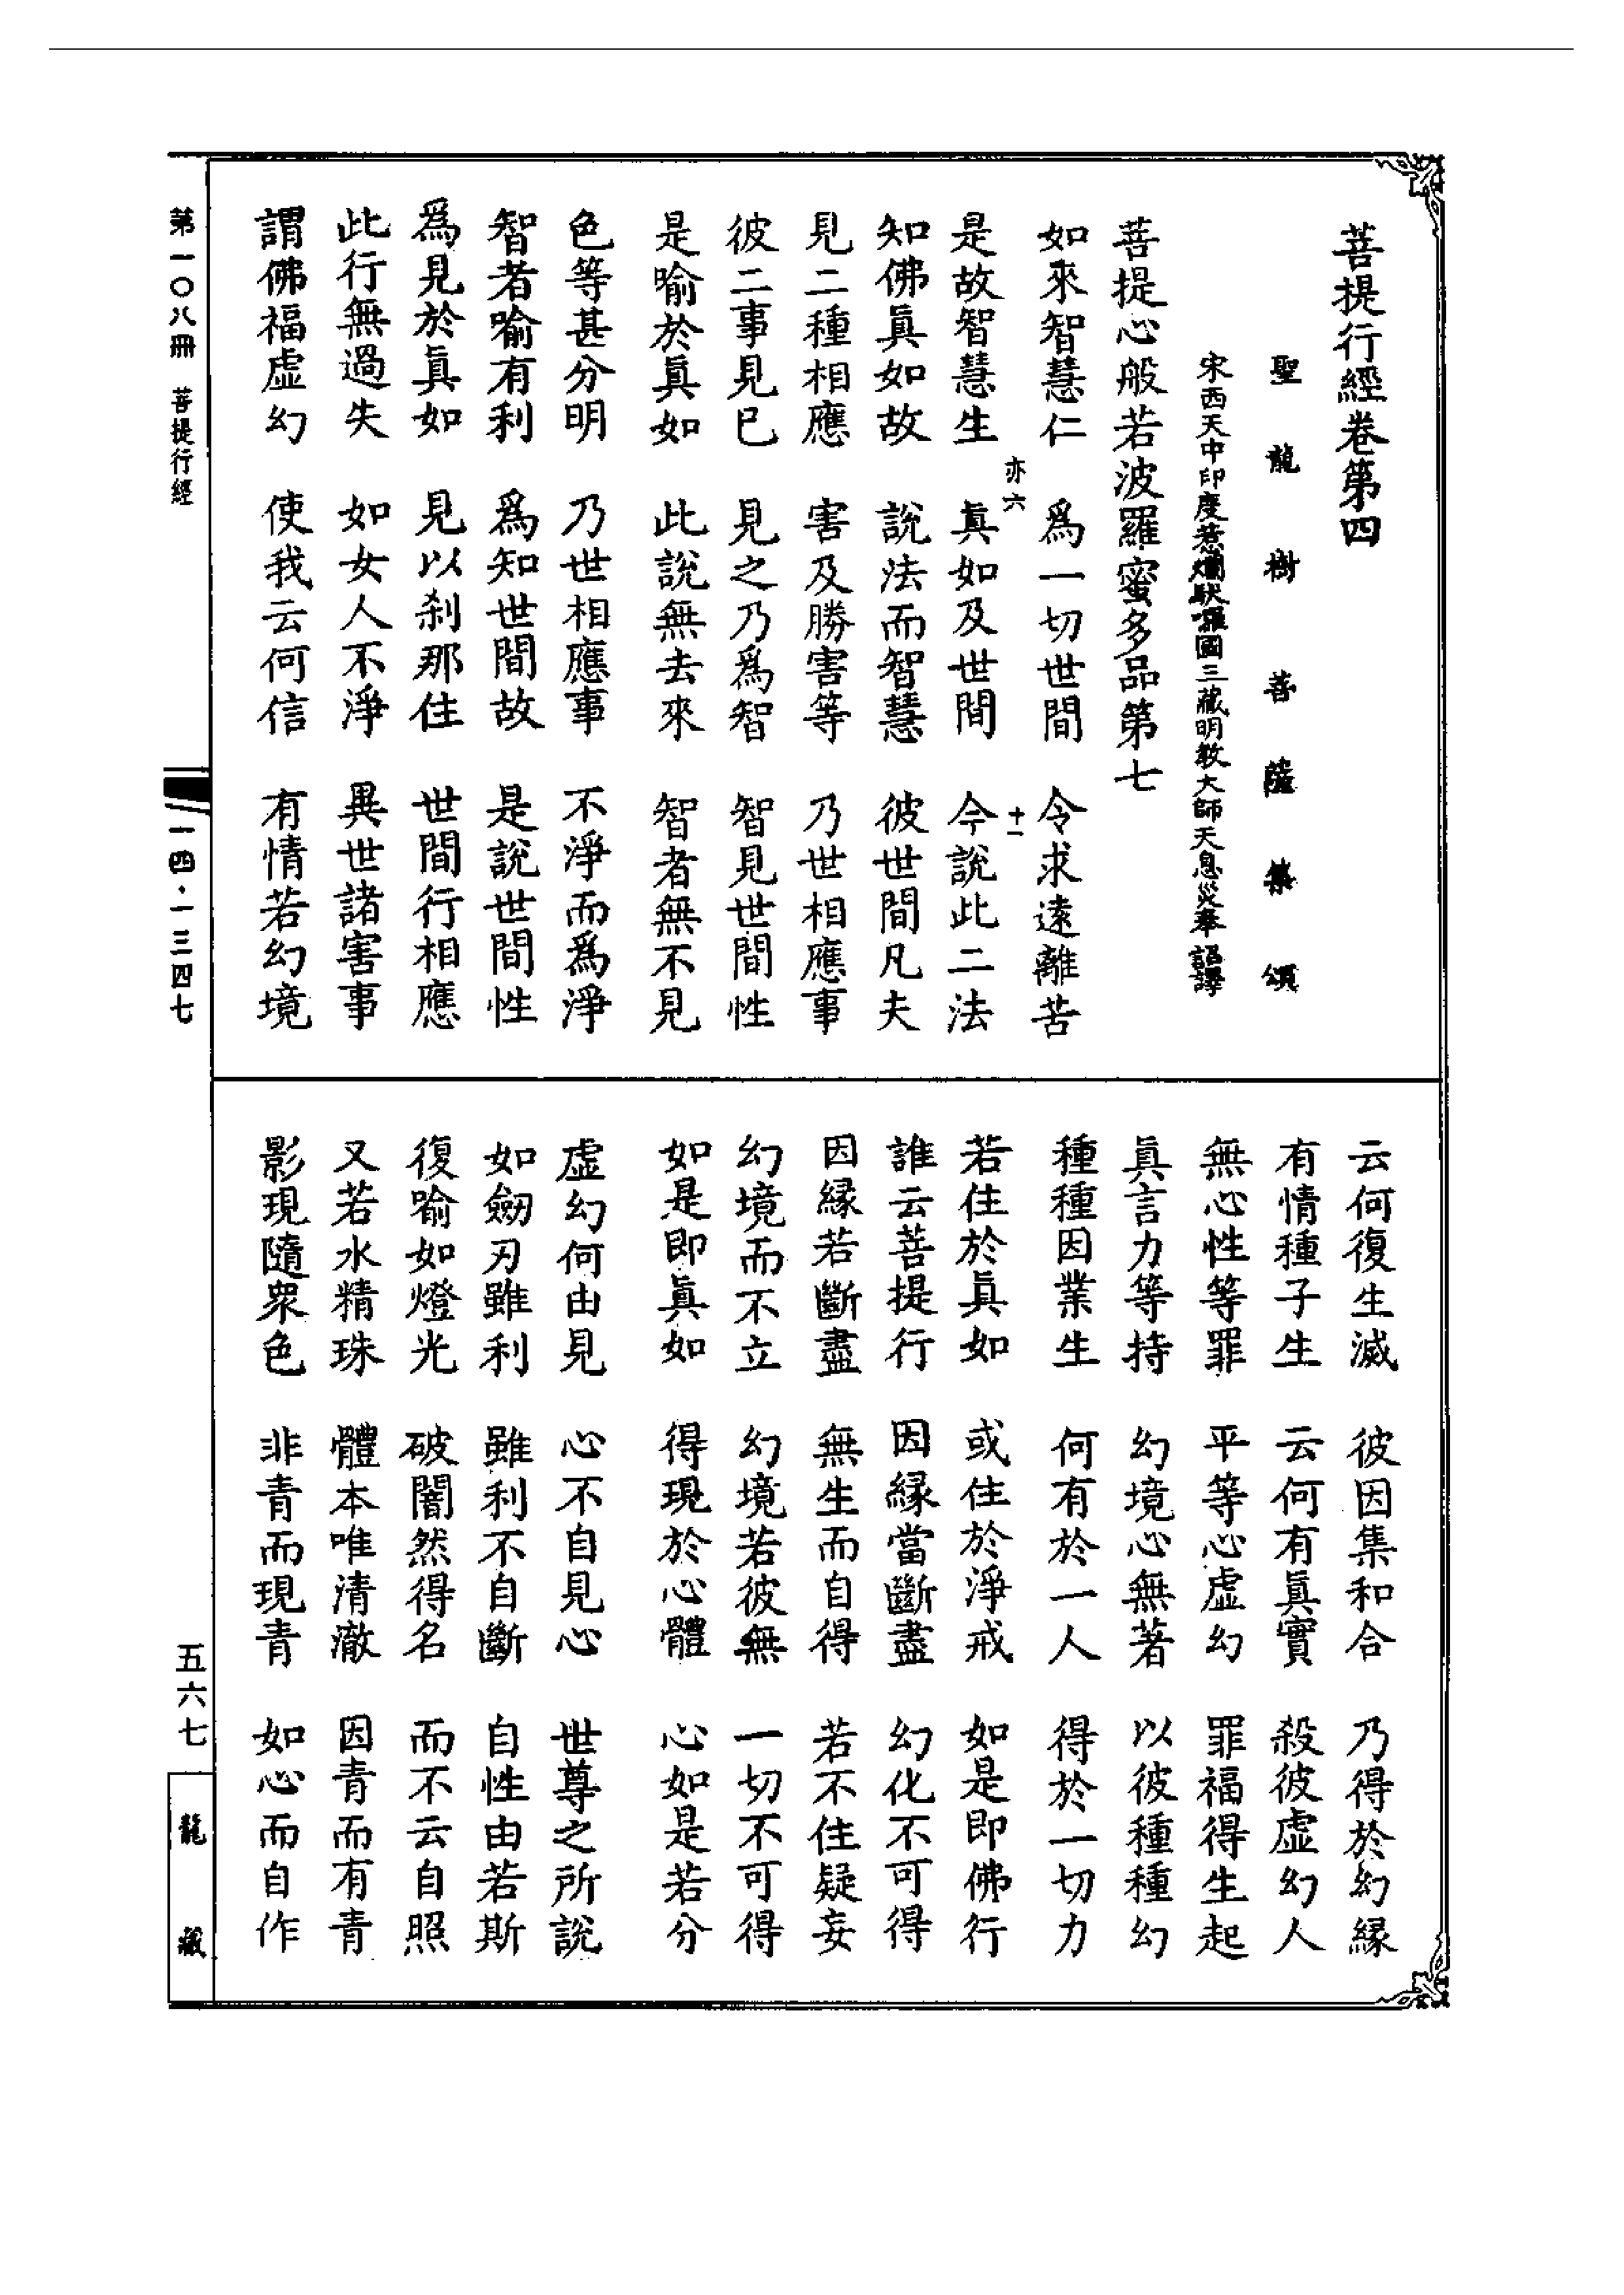 菩提行經卷第四
聖龍樹菩薩集頌
宋西天中印度惹爛馱囉國三藏明教大師天息災奉詔譯
菩提心般若波羅蜜多品第七
如來智慧仁 爲一切世間 令求遠離苦
亦六 十一
是故智慧生 真如及世間 今說此二法
知佛真如故 說法而智慧 彼世間凡夫
見二種相應 害及勝害等 乃世相應事
彼二事見已 見之乃爲智 智見世間性
是喻於真如 此說無去來 智者無不見
色等甚分明 乃世相應事 不淨而爲淨
智者喻有利 爲知世間故 是說世間性
爲見於真如 見以剎那住 世間行相應
此行無過失 如女人不淨 異世諸害事
謂佛福虛幻 使我云何信 有情若幻境
云何復生滅 彼因集和合 乃得於幻緣
有情種子生 云何有真實 殺彼虛幻人
無心性等罪 平等心虛幻 罪福得生起
真言力等持 幻境心無著 以彼種種幻
種種因業生 何有於一人 得於一切力
若住於真如 或住於淨戒 如是即佛行
誰云菩提行 因緣當斷盡 幻化不可得
因緣若斷盡 無生而自得 若不住疑妄
幻境而不立 幻境若彼無 一切不可得
如是即真如 得現於心體 心如是若分
虛幻何由見 心不自見心 世尊之所說
如劒刃雖利 雖利不自斷 自性由若斯
復喻如燈光 破闇然得名 而不云自照
又若水精珠 體本唯清澈 因青而有青
影現隨眾色 非青而現青 如心而自作
第一〇八冊 菩提行經
一四·一三四七
五六七
龍藏